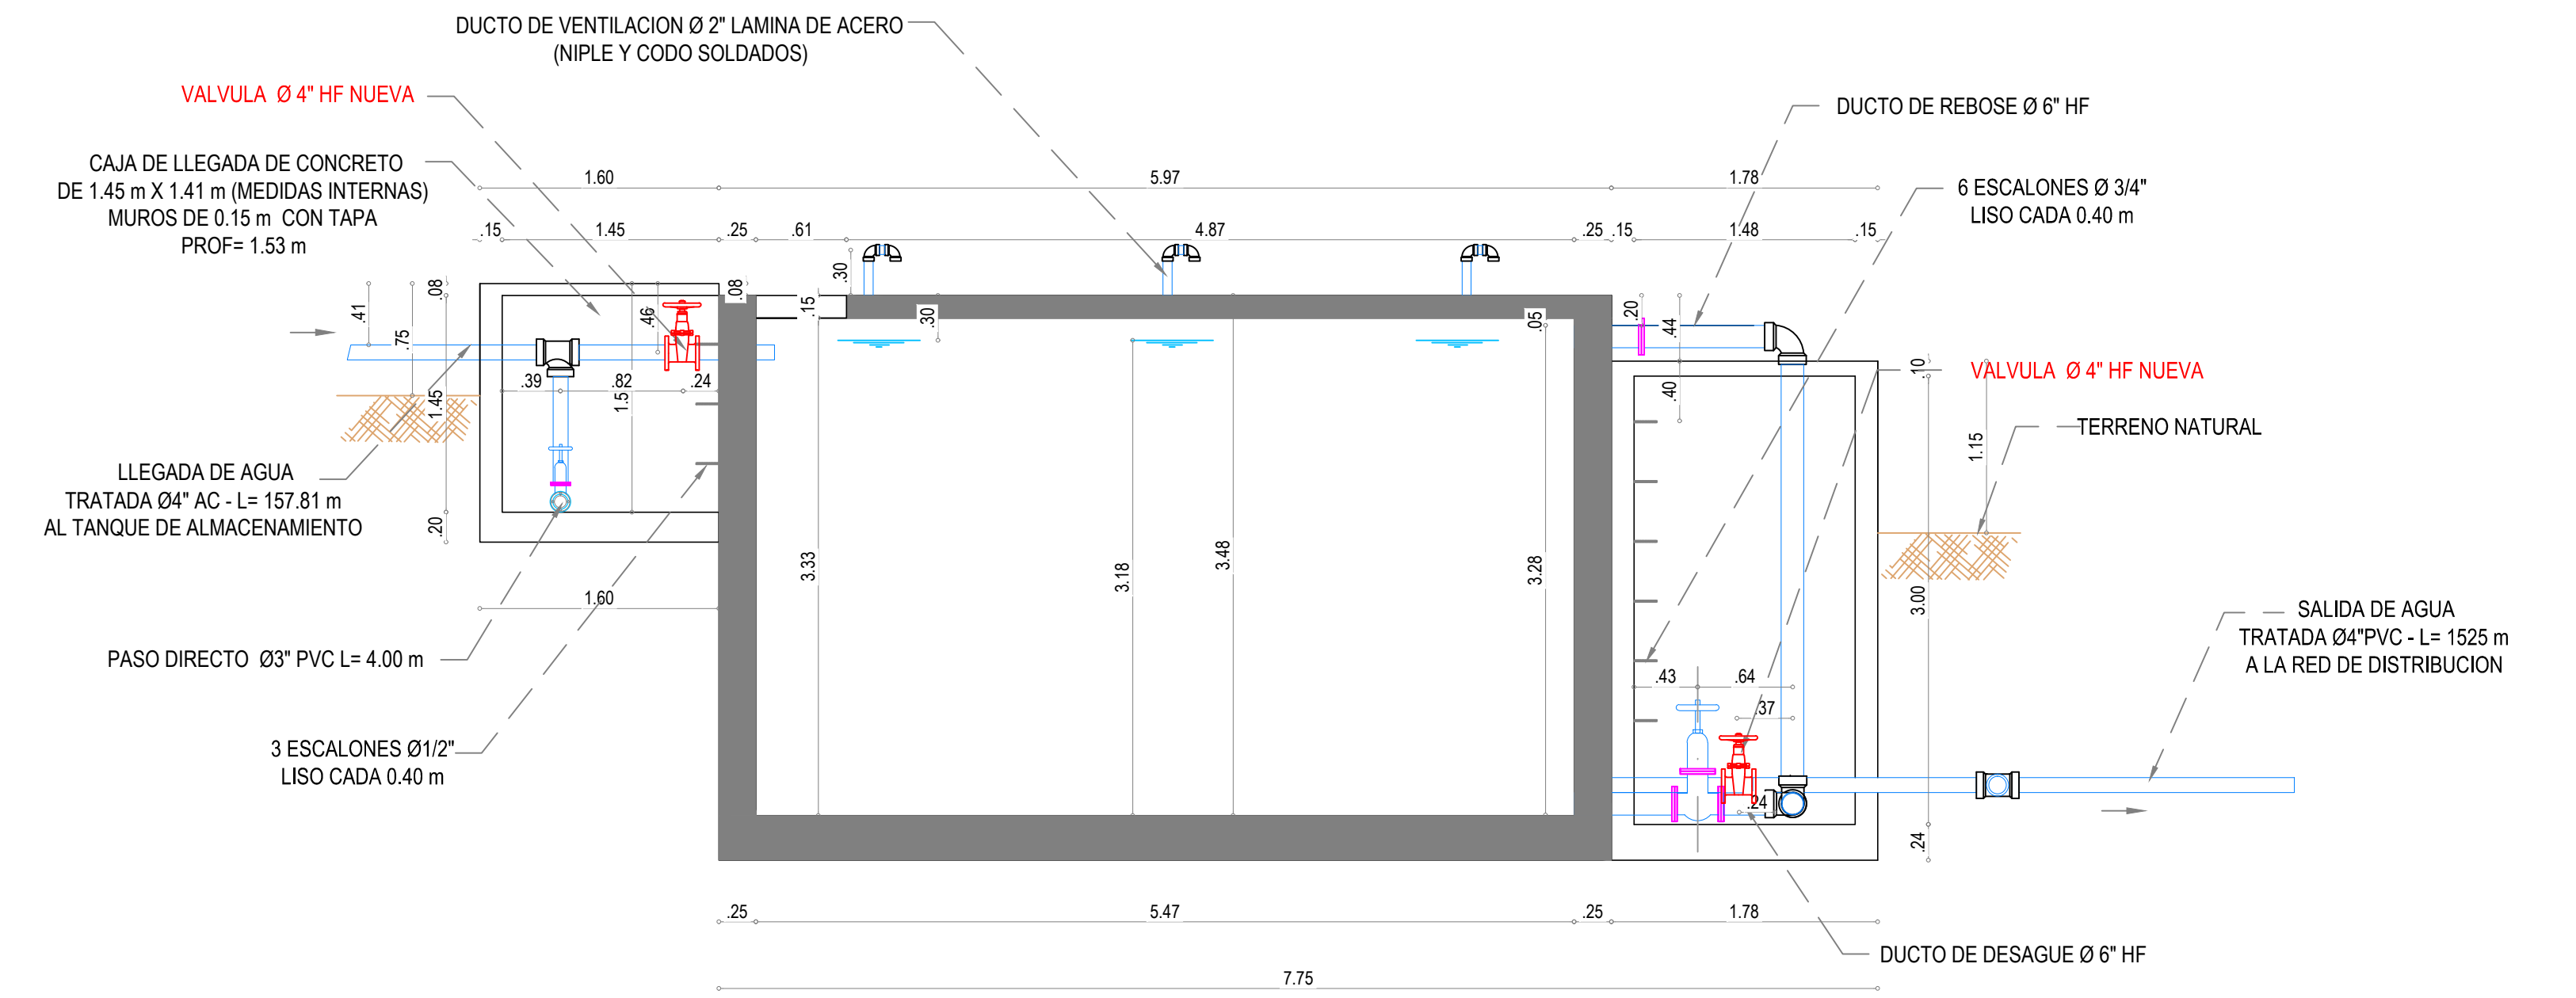 DUCTO DE VENTILACION Ø 2" LAMINA DE ACERO
(NIPLE Y CODO SOLDADOS)
VALVULA Ø 4" HF NUEVA
DUCTO DE REBOSE Ø 6" HF
CAJA DE LLEGADA DE CONCRETO
DE 1.45 m X 1.41 m (MEDIDAS INTERNAS)
MUROS DE 0.15 m CON TAPA
PROF= 1.53 m
1.60
5.97
1.78
6 ESCALONES Ø 3/4"
LISO CADA 0.40 m
.15
1.45
.25
.61
4.87
.25
.15
1.48
.15
.30
.41
.75
.08
.46
.08
.15
.30
.05
.20
.44
.10
VALVULA Ø 4" HF NUEVA
.39
.82
.24
1.45
1.5
.40
1.15
TERRENO NATURAL
LLEGADA DE AGUA
TRATADA Ø4" AC - L= 157.81 m
AL TANQUE DE ALMACENAMIENTO
.20
3.33
3.18
3.48
3.28
3.00
1.60
SALIDA DE AGUA
TRATADA Ø4"PVC - L= 1525 m
A LA RED DE DISTRIBUCION
PASO DIRECTO Ø3" PVC L= 4.00 m
.43
.64
.37
3 ESCALONES Ø1/2"
LISO CADA 0.40 m
.24
.24
.25
5.47
.25
1.78
DUCTO DE DESAGUE Ø 6" HF
7.75